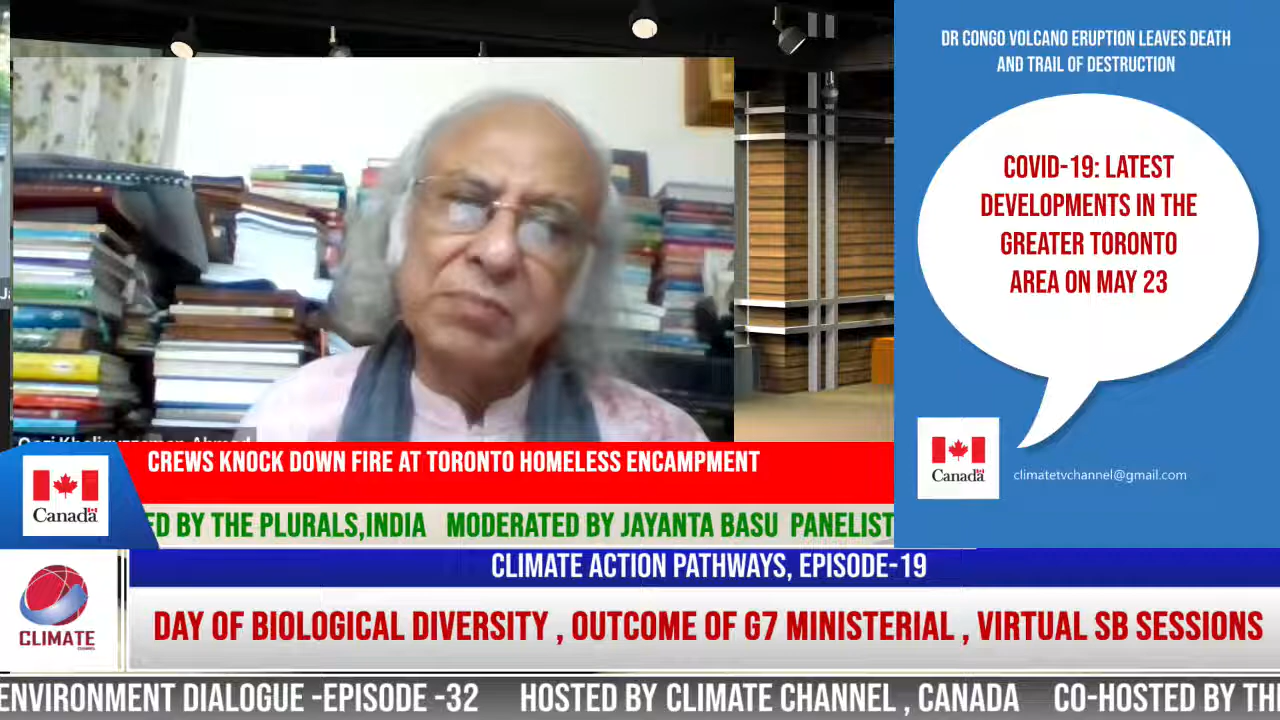 DR CONGO VOLCANO ERUPTION LEAVES DEATH
AND TRAIL OF DESTRUCTION
COVID-19: LATEST
DEVELOPMENTS IN THE
GREATER TORONTO
AREA ON MAY 23
Canada
climatetvchannel@gmail.com
Qazi Kholiquzzaman Ahmad
CREWS KNOCK DOWN FIRE AT TORONTO HOMELESS ENCAMPMENT
Canada
ED BY THE PLURALS,INDIA MODERATED BY JAYANTA BASU PANELIST
CLIMATE ACTION PATHWAYS, EPISODE-19
CLIMATE
CHANNEL
DAY OF BIOLOGICAL DIVERSITY , OUTCOME OF G7 MINISTERIAL , VIRTUAL SB SESSIONS
ENVIRONMENT DIALOGUE -EPISODE -32 HOSTED BY CLIMATE CHANNEL , CANADA CO-HOSTED BY TH